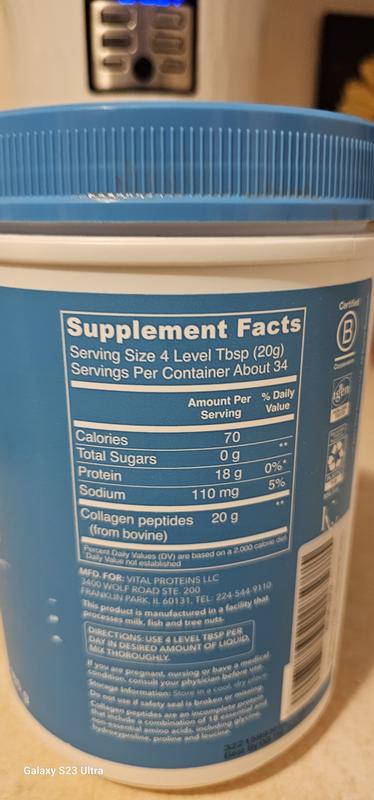 Supplement Facts
Serving Size 4 Level Tbsp (20g)
Servings Per Container About 34
Amount Per Serving % Daily Value
Calories 70
Total Sugars 0 g **
Protein 18 g 0%*
Sodium 110 mg 5%
Collagen peptides 20 g **
(from bovine)
Percent Daily Values (DV) are based on a 2,000 calorie diet
Daily Value not established
MFD. FOR: VITAL PROTEINS LLC
3400 WOLF ROAD STE. 200
FRANKLIN PARK, IL 60131, TEL: 224-544-9110
This product is manufactured in a facility that
processes milk, fish and tree nuts.
DIRECTIONS: USE 4 LEVEL TBSP PER
DAY IN DESIRED AMOUNT OF LIQUID,
MIX THOROUGHLY.
If you are pregnant, nursing or have a medical
condition, consult your physician before use.
Storage Information: Store in a cool, dry place.
Do not use if safety seal is broken or missing.
Collagen peptides are an incomplete protein
that include a combination of 18 essential and
non-essential amino acids, including glycine,
hydroxyproline, proline and leucine.
Certified
B
Corporation
igen
Galaxy S23 Ultra